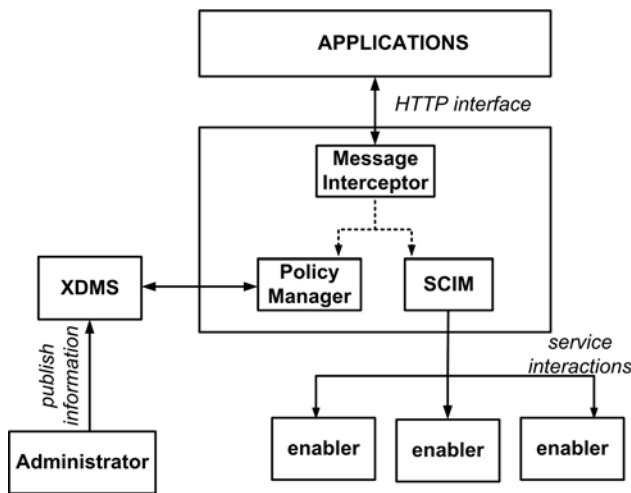 APPLICATIONS
HTTP interface
Message
Interceptor
Policy
Manager
SCIM
XDMS
publish
information
service
interactions
Administrator
enabler
enabler
enabler